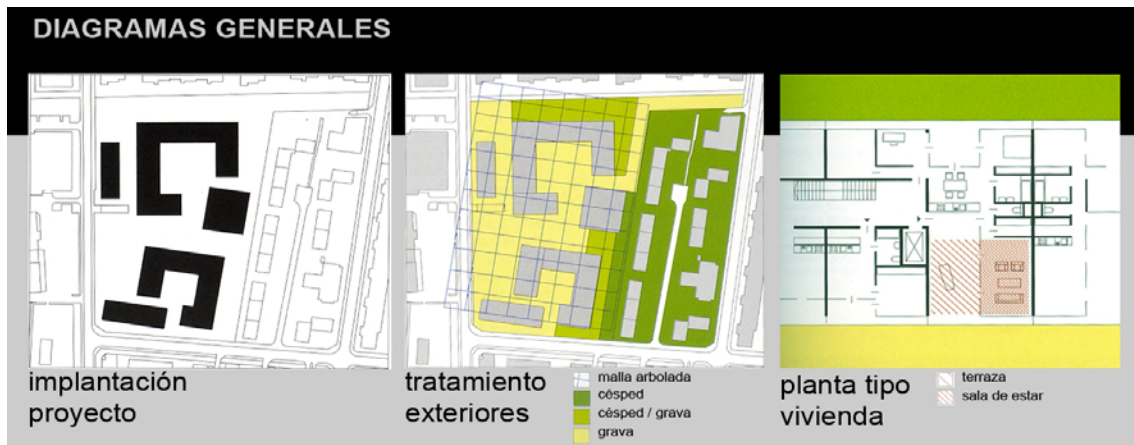 DIAGRAMAS GENERALES
implantación
proyecto
tratamiento
exteriores
malla arbolada
césped
césped / grava
grava
planta tipo
vivienda
terraza
sala de estar